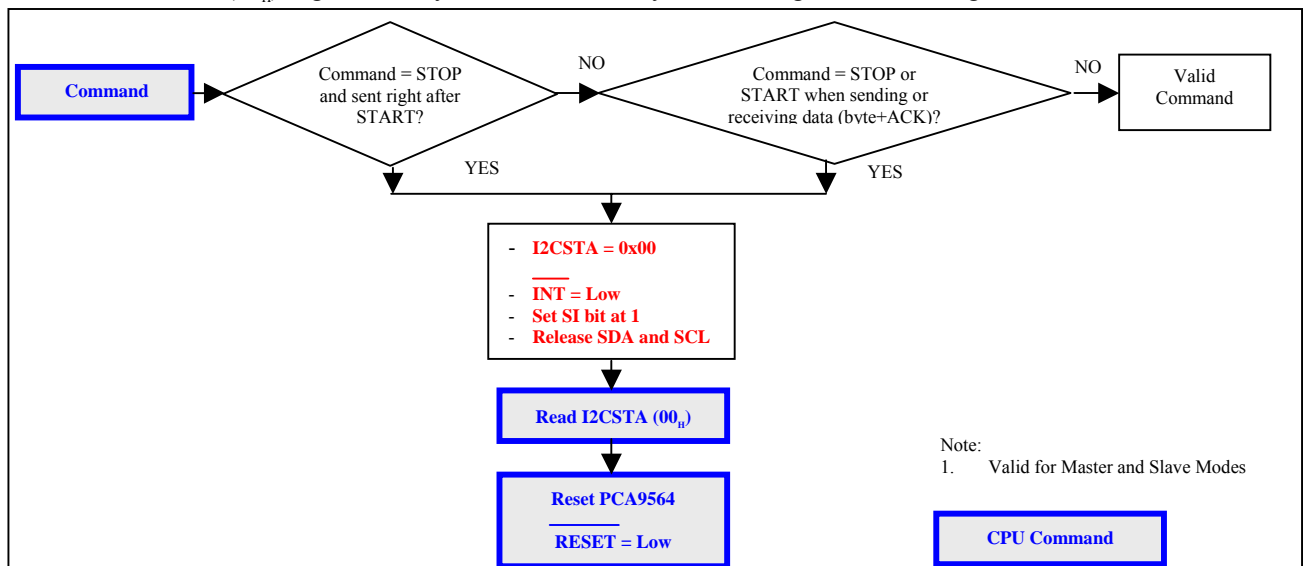 Command
Command = STOP
and sent right after
START?
NO
Command = STOP or
START when sending or
receiving data (byte+ACK)?
NO
Valid
Command
YES
YES
- I2CSTA = 0x00
- INT = Low
- Set SI bit at 1
- Release SDA and SCL
Read I2CSTA (00H)
Reset PCA9564
RESET = Low
Note:
1. Valid for Master and Slave Modes
CPU Command